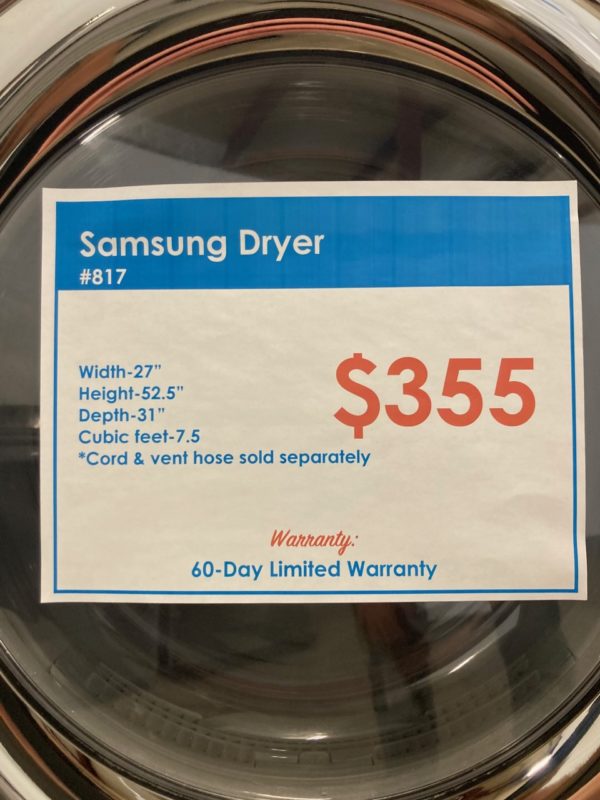 Samsung Dryer
#817
Width-27”
Height-52.5”
Depth-31”
Cubic feet-7.5
*Cord & vent hose sold separately
$355
Warranty:
60-Day Limited Warranty